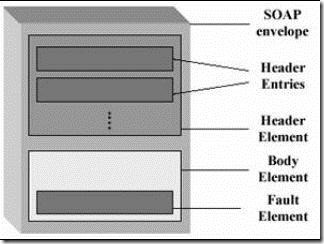 SOAP
envelope
Header
Entries
Header
Element
Body
Element
Fault
Element